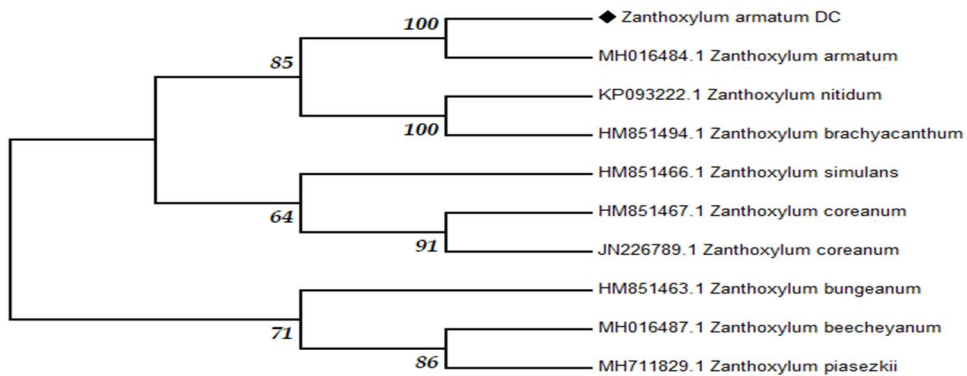 100
◆ Zanthoxylum armatum DC
MH016484.1 Zanthoxylum armatum
85
KP093222.1 Zanthoxylum nitidum
100
HM851494.1 Zanthoxylum brachyacanthum
HM851466.1 Zanthoxylum simulans
64
HM851467.1 Zanthoxylum coreanum
91
JN226789.1 Zanthoxylum coreanum
HM851463.1 Zanthoxylum bungeanum
71
MH016487.1 Zanthoxylum beecheyanum
86
MH711829.1 Zanthoxylum piasezkii